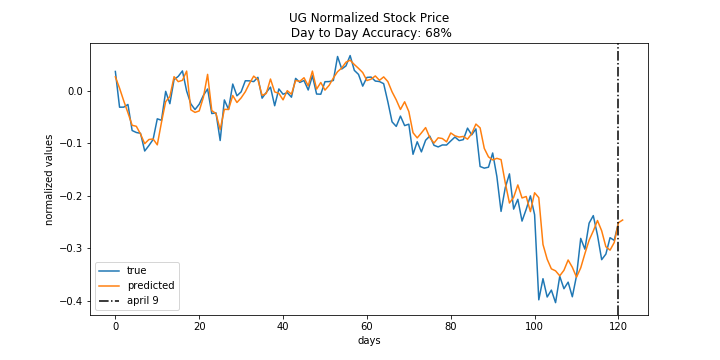 UG Normalized Stock Price
Day to Day Accuracy: 68%
normalized values
0.0
−0.1
−0.2
−0.3
−0.4
true
predicted
april 9
0
20
40
60
80
100
120
days